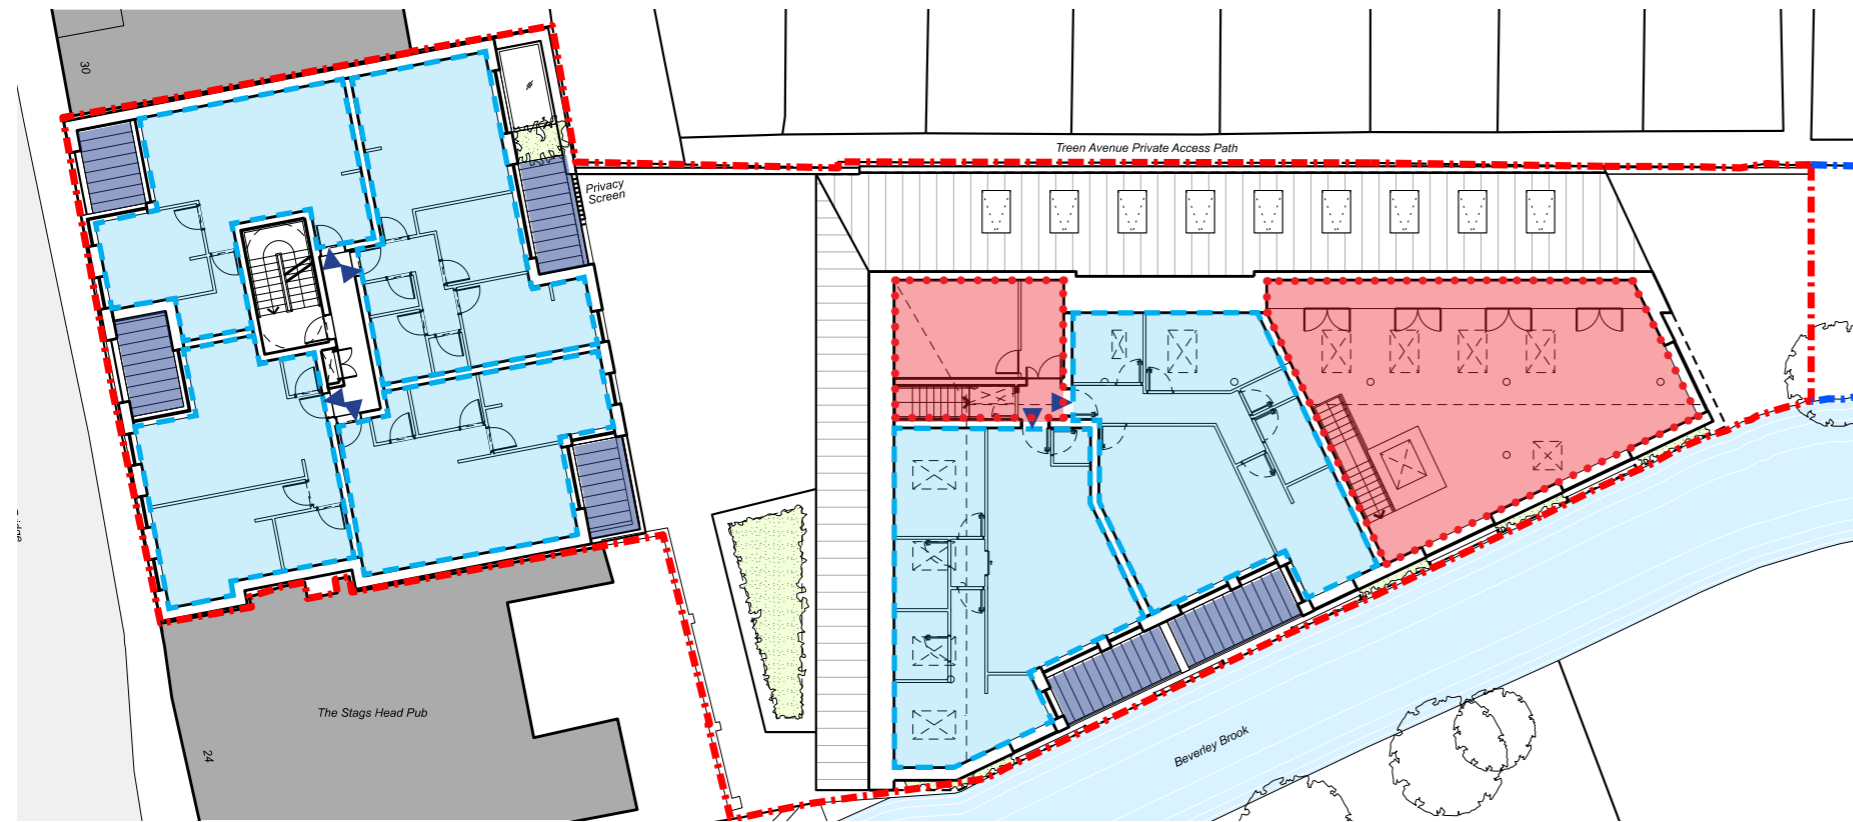 30
Treen Avenue Private Access Path
Privacy
Screen
The Stags Head Pub
24
Beverley Brook